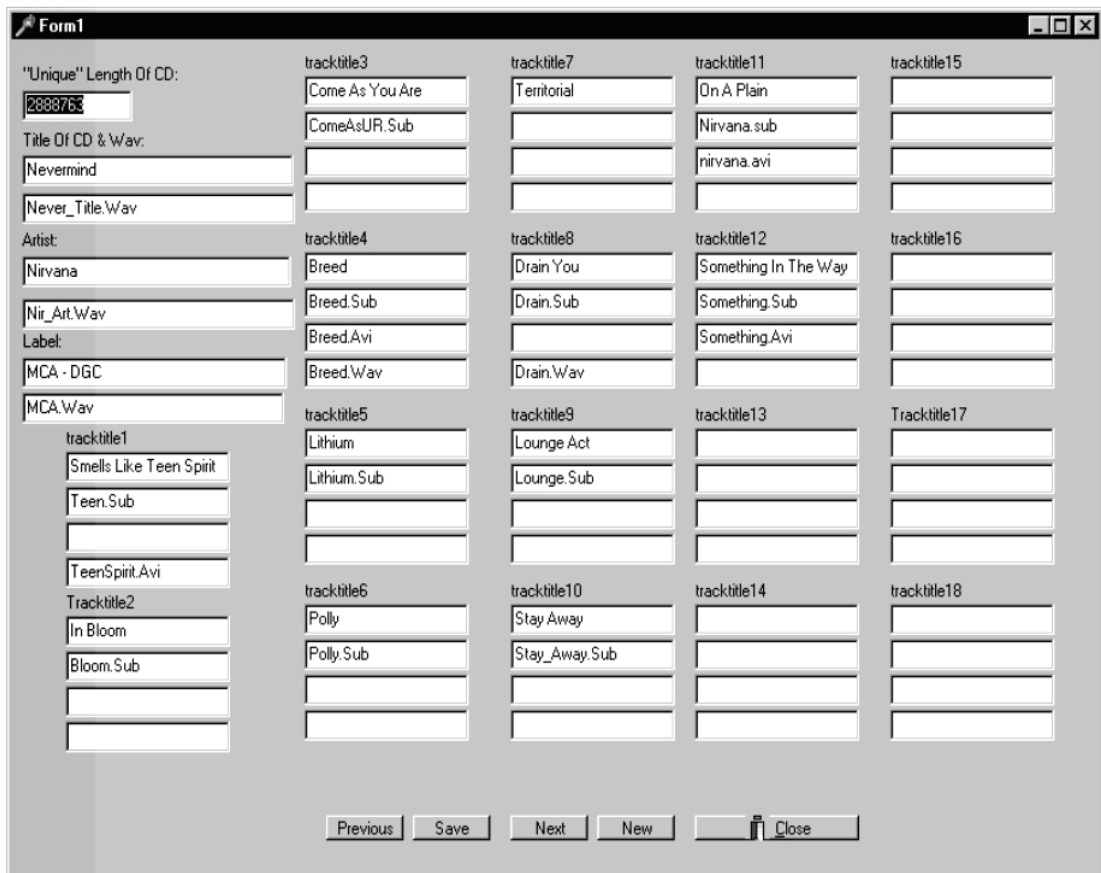 Form1
"Unique" Length Of CD:
2888763
Title Of CD & Wav:
Nevermind
Never_Title.Wav
Artist:
Nirvana
Nir_Art.Wav
Label:
MCA - DGC
MCA.Wav
tracktitle1
Smells Like Teen Spirit
Teen.Sub
TeenSpirit.Avi
Tracktitle2
In Bloom
Bloom.Sub
tracktitle3
Come As You Are
ComeAsUR.Sub
tracktitle4
Breed
Breed.Sub
Breed.Avi
Breed.Wav
tracktitle5
Lithium
Lithium.Sub
tracktitle6
Polly
Polly.Sub
tracktitle7
Territorial
tracktitle8
Drain You
Drain.Sub
Drain.Wav
tracktitle9
Lounge Act
Lounge.Sub
tracktitle10
Stay Away
Stay_Away.Sub
tracktitle11
On A Plain
Nirvana.sub
nirvana.avi
tracktitle12
Something In The Way
Something.Sub
Something.Avi
tracktitle13
tracktitle14
tracktitle15
tracktitle16
Tracktitle17
tracktitle18
Previous
Save
Next
New
Close